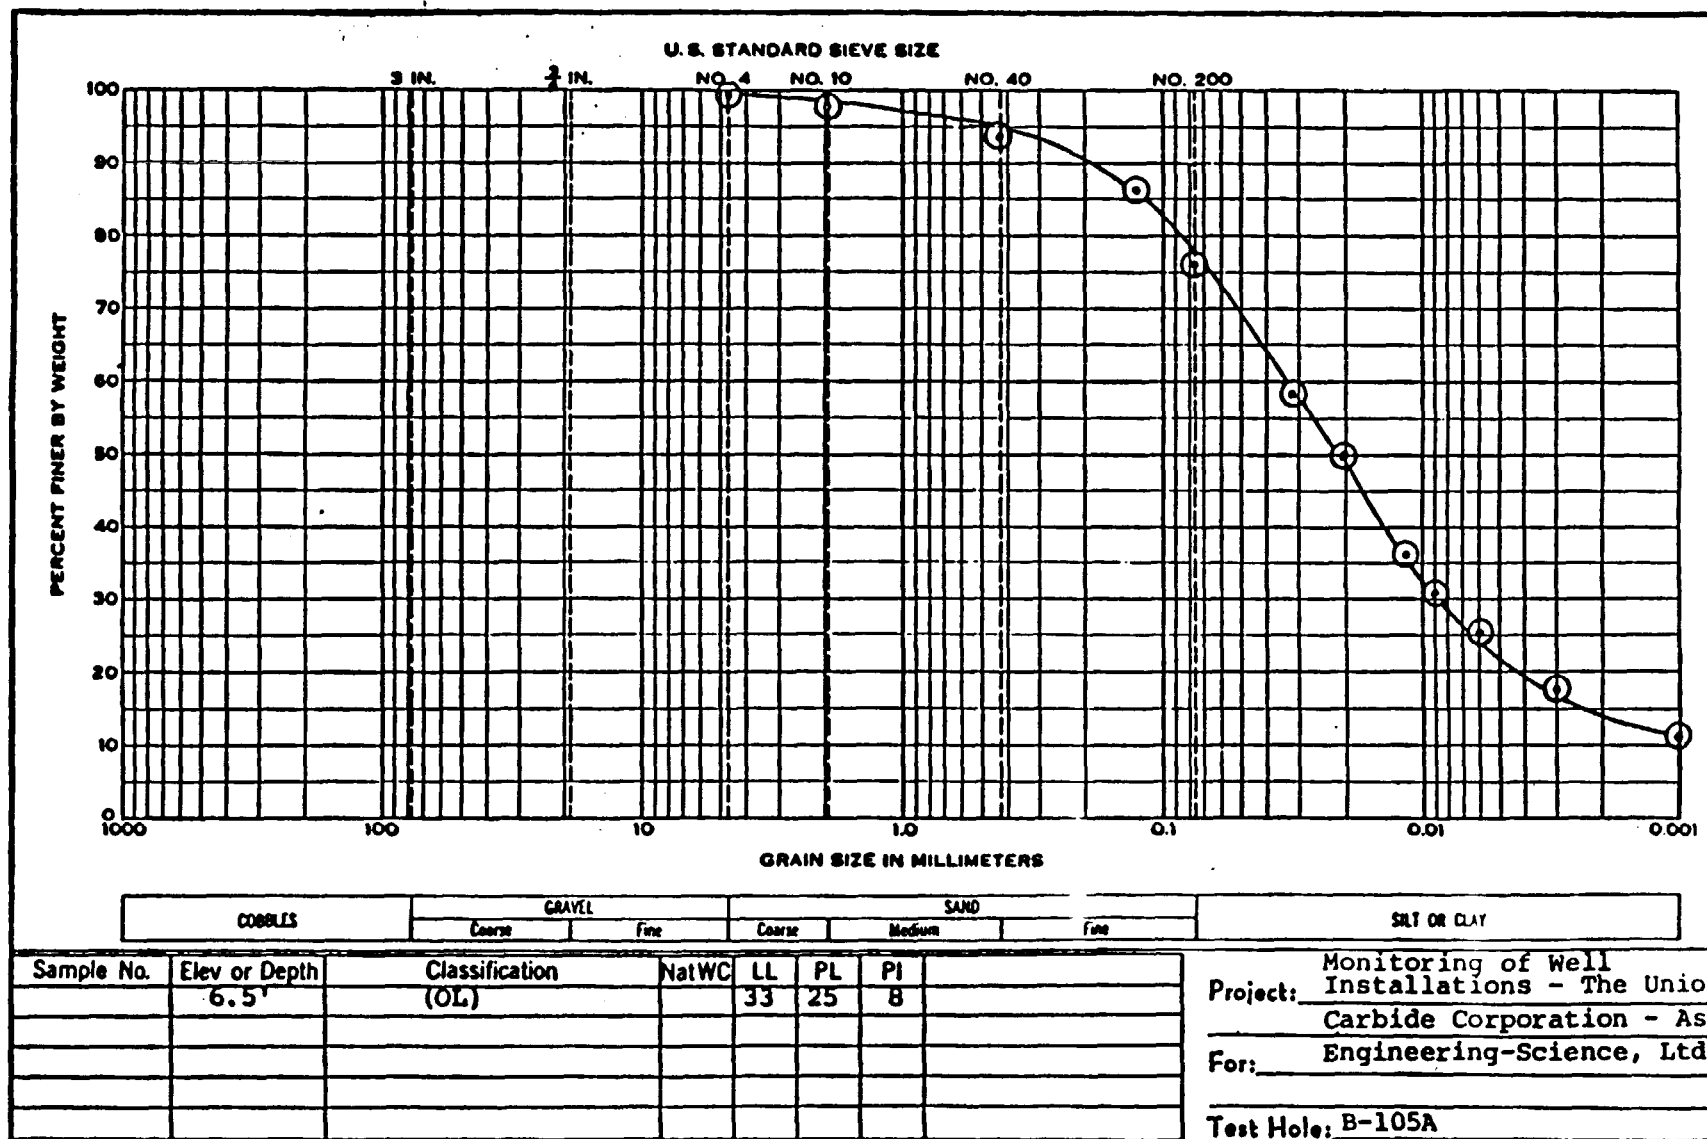 U.S. STANDARD SIEVE SIZE
3 IN. 3/4 IN. NO. 4 NO. 10 NO. 40 NO. 200
100
90
80
70
60
50
40
30
20
10
0
PERCENT FINER BY WEIGHT
1000 100 10 1.0 0.1 0.01 0.001
GRAIN SIZE IN MILLIMETERS
COBBLES GRAVEL SAND SILT OR CLAY
Coarse Fine Coarse Medium Fine
Sample No. Elev or Depth Classification NatWC LL PL PI
6.5' (OL) 33 25 8
Project: Monitoring of Well
Installations - The Unio
Carbide Corporation - As
For: Engineering-Science, Ltd
Test Hole: B-105A